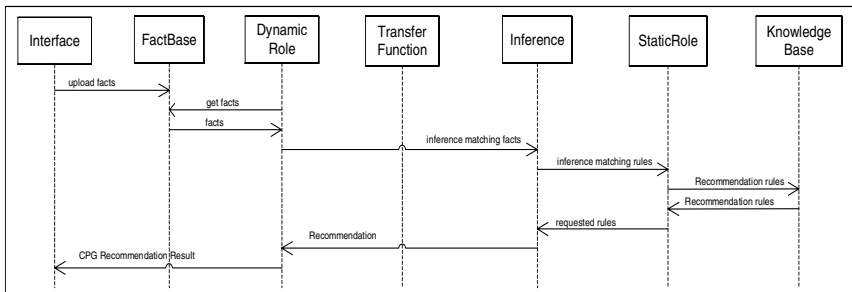 Interface
FactBase
Dynamic
Role
Transfer
Function
Inference
StaticRole
Knowledge
Base
upload facts
get facts
facts
inference matching facts
inference matching rules
Recommendation rules
Recommendation rules
requested rules
Recommendation
CPG Recommendation Result